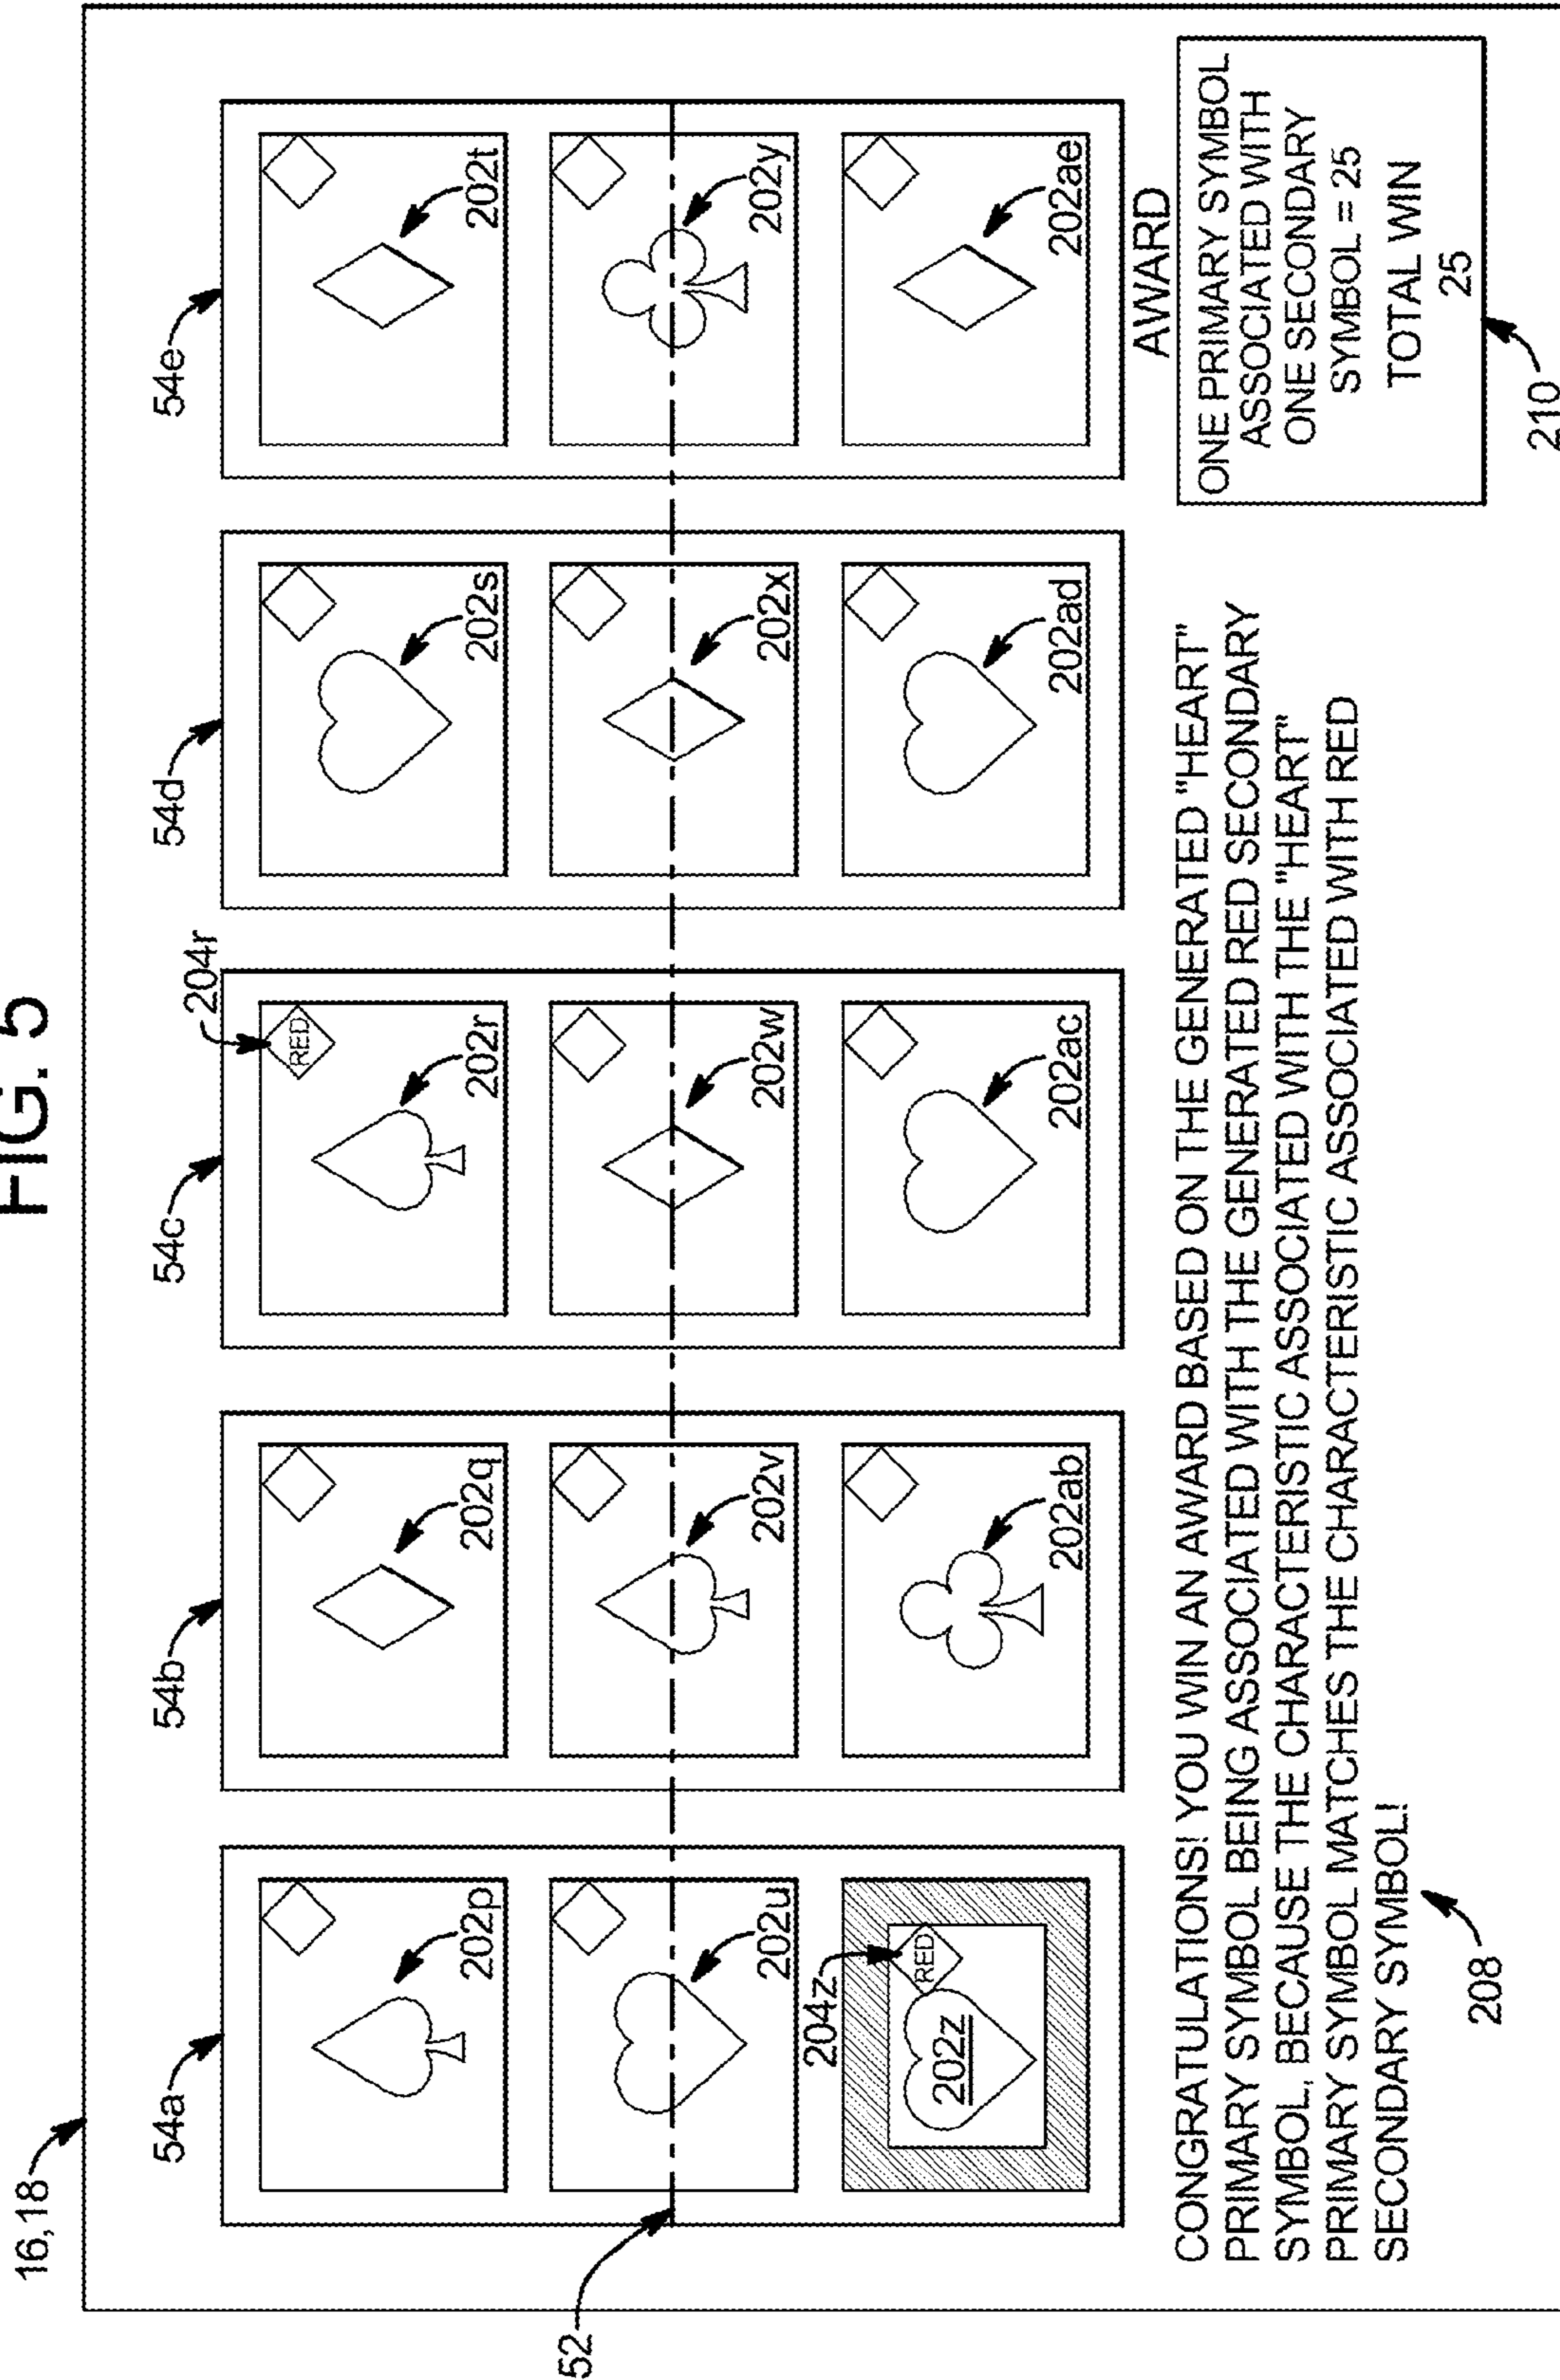 FIG. 5
16,18
54a
54b
54c
54d
54e
204r
RED
202p
202q
202r
202s
202t
52
202u
202v
202w
202x
202y
204z
RED
202z
202ab
202ac
202ad
202ae
CONGRATULATIONS! YOU WIN AN AWARD BASED ON THE GENERATED "HEART"
PRIMARY SYMBOL BEING ASSOCIATED WITH THE GENERATED RED SECONDARY
SYMBOL, BECAUSE THE CHARACTERISTIC ASSOCIATED WITH THE "HEART"
PRIMARY SYMBOL MATCHES THE CHARACTERISTIC ASSOCIATED WITH RED
SECONDARY SYMBOL!
208
AWARD
ONE PRIMARY SYMBOL
ASSOCIATED WITH
ONE SECONDARY
SYMBOL = 25
TOTAL WIN
25
210